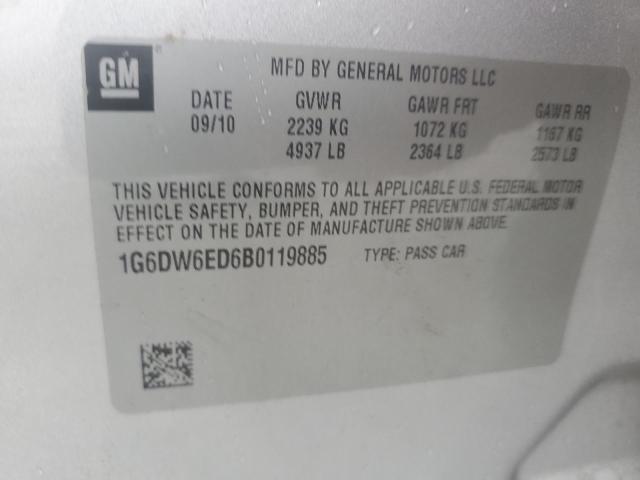 GM ®
MFD BY GENERAL MOTORS LLC
DATE GVWR GAWR FRT GAWR RR
09/10 2239 KG 1072 KG 1167 KG
4937 LB 2364 LB 2573 LB
THIS VEHICLE CONFORMS TO ALL APPLICABLE U.S. FEDERAL MOTOR
VEHICLE SAFETY, BUMPER, AND THEFT PREVENTION STANDARDS IN
EFFECT ON THE DATE OF MANUFACTURE SHOWN ABOVE.
1G6DW6ED6B0119885 TYPE: PASS CAR